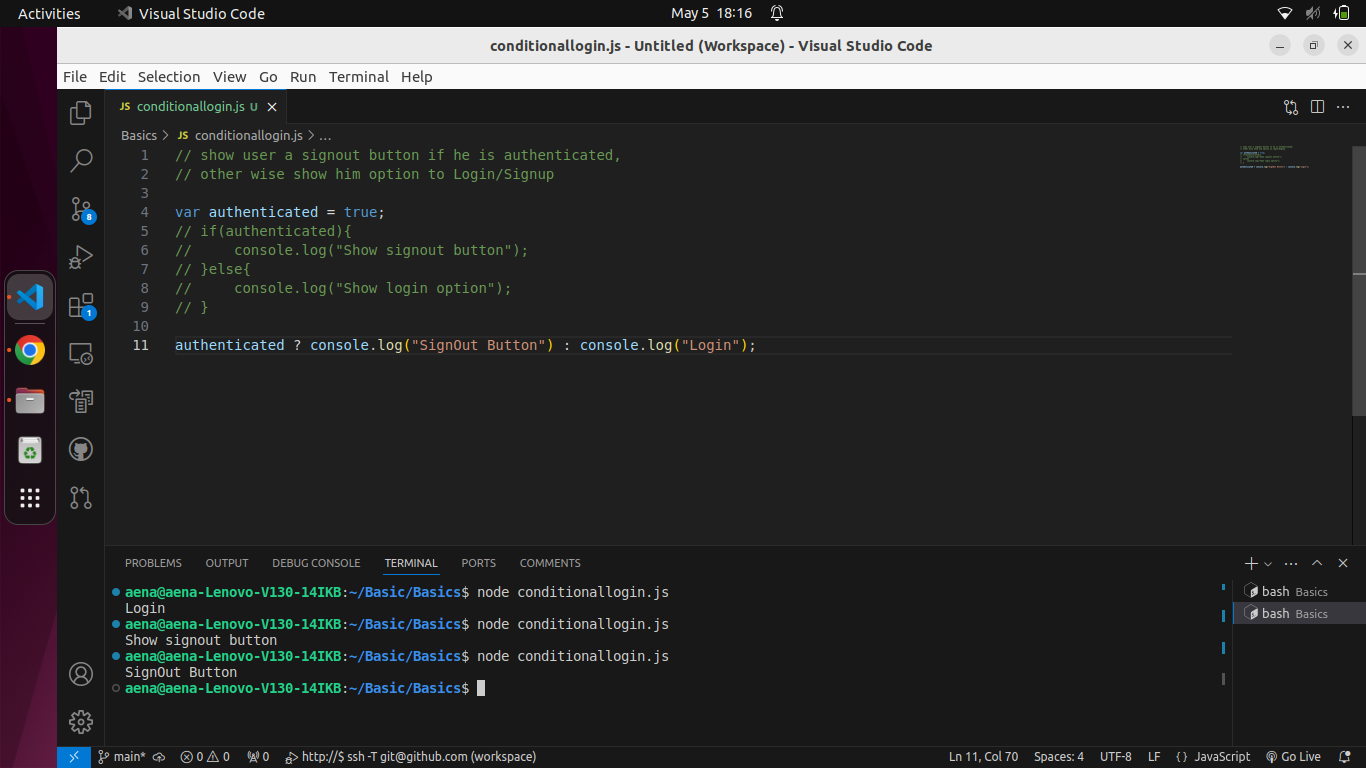 Activities Visual Studio Code May 5 18:16
conditionallogin.js - Untitled (Workspace) - Visual Studio Code
File Edit Selection View Go Run Terminal Help
JS conditionallogin.js U
Basics > JS conditionallogin.js > ...
1 // show user a signout button if he is authenticated,
2 // other wise show him option to Login/Signup
3
4 var authenticated = true;
5 // if(authenticated){
6 //     console.log("Show signout button");
7 // }else{
8 //     console.log("Show login option");
9 // }
10
11 authenticated ? console.log("SignOut Button") : console.log("Login");
8
1
PROBLEMS OUTPUT DEBUG CONSOLE TERMINAL PORTS COMMENTS
aena@aena-Lenovo-V130-14IKB:~/Basic/Basics$ node conditionallogin.js
Login
aena@aena-Lenovo-V130-14IKB:~/Basic/Basics$ node conditionallogin.js
Show signout button
aena@aena-Lenovo-V130-14IKB:~/Basic/Basics$ node conditionallogin.js
SignOut Button
aena@aena-Lenovo-V130-14IKB:~/Basic/Basics$
bash Basics
bash Basics
main* 0 0 0 http://$ ssh -T git@github.com (workspace) Ln 11, Col 70 Spaces: 4 UTF-8 LF {} JavaScript Go Live